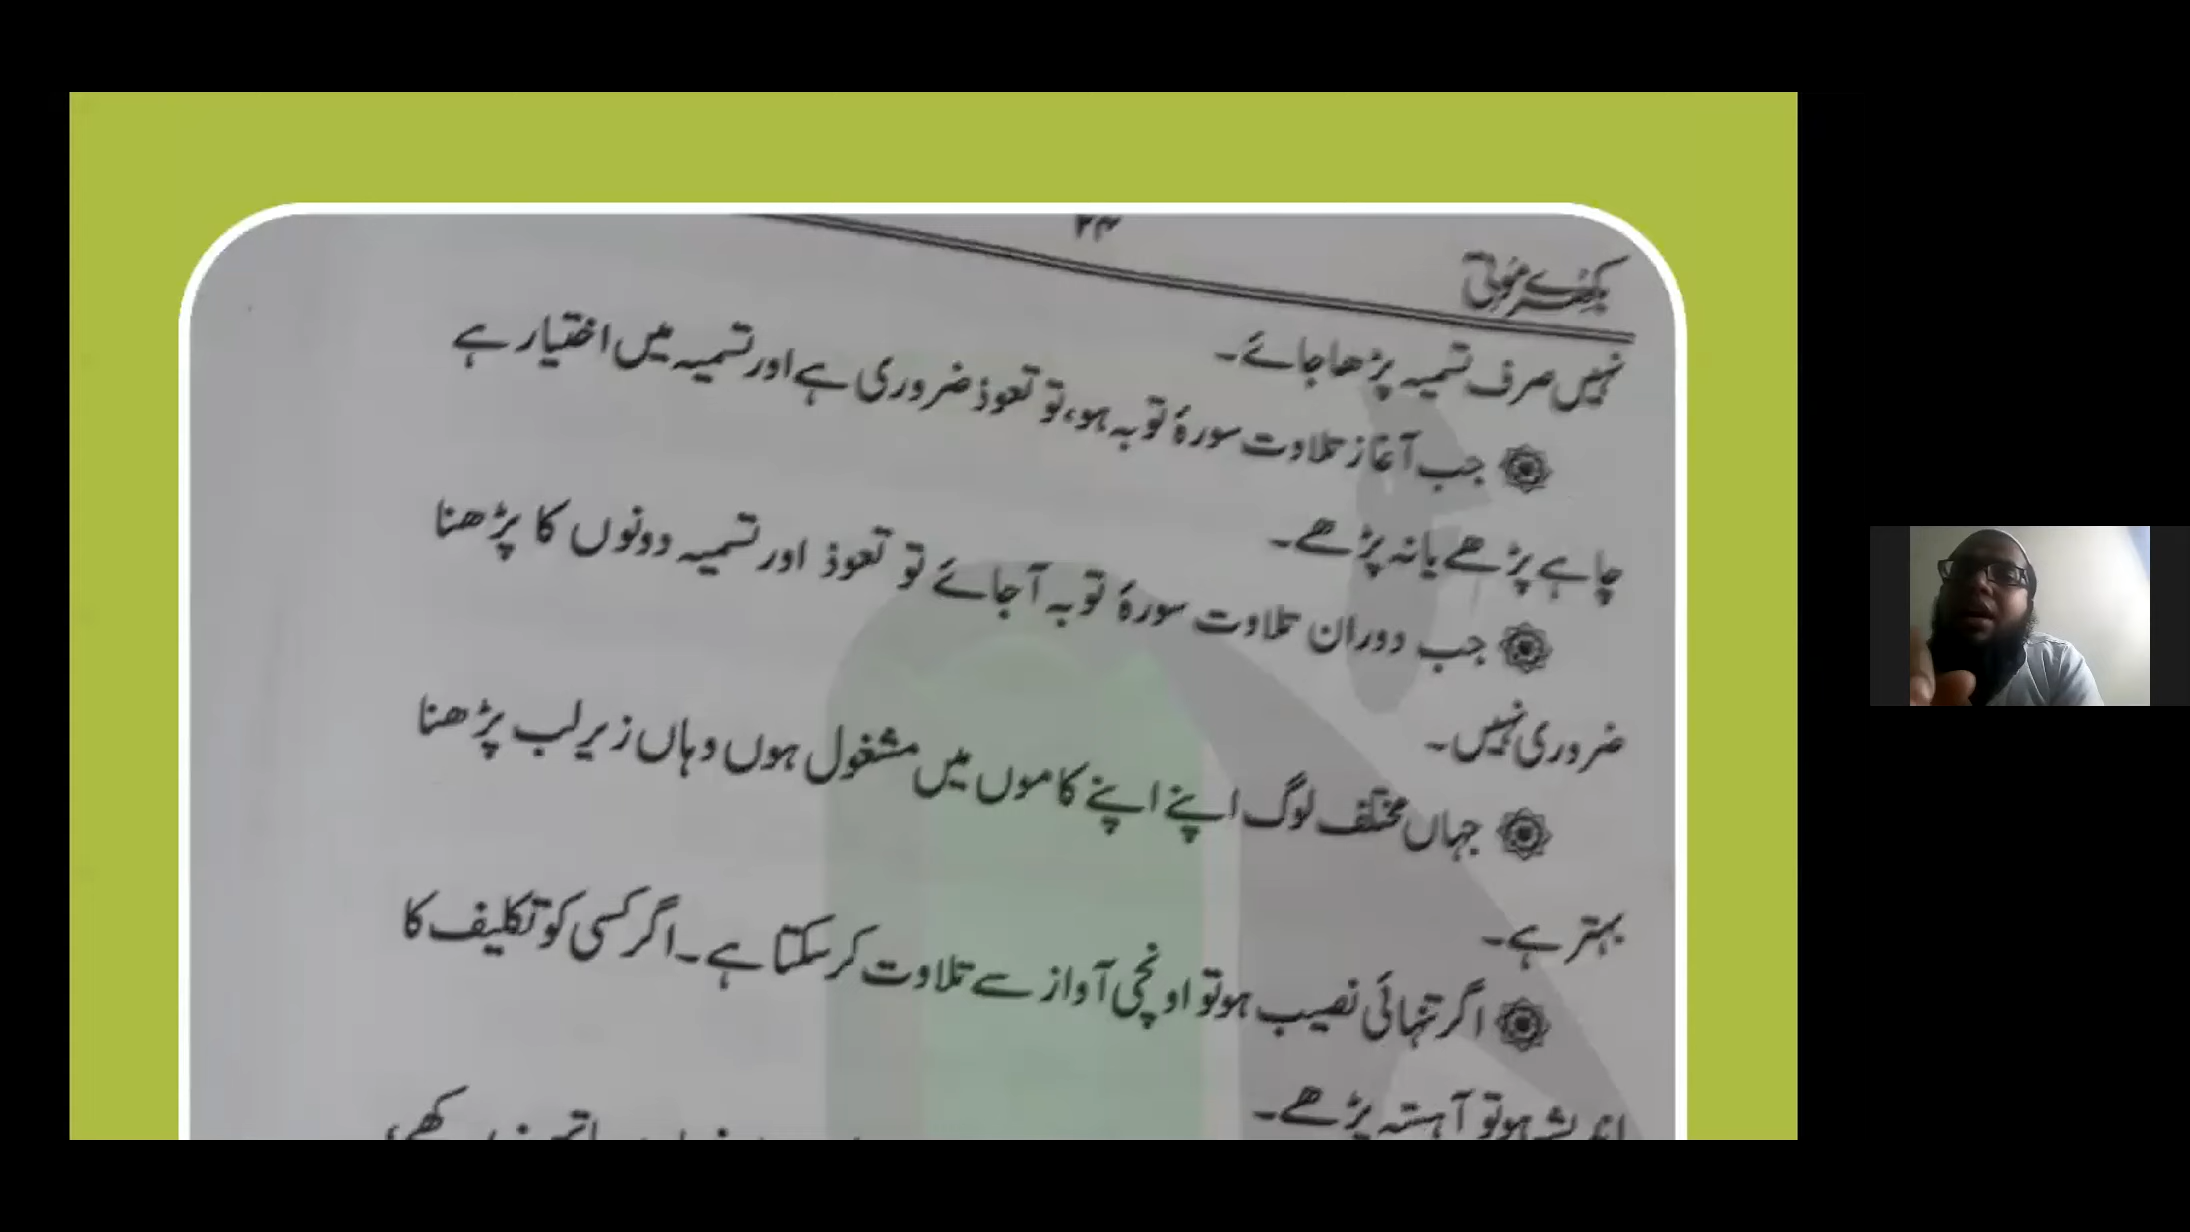 ۲۴
بکھرے موتی
نہیں صرف تسمیہ پڑھا جائے۔
جب آغاز تلاوت سورۂ توبہ ہو، تو تعوذ ضروری ہے اور تسمیہ میں اختیار ہے
چاہے پڑھے یا نہ پڑھے۔
جب دوران تلاوت سورۂ توبہ آجائے تو تعوذ اور تسمیہ دونوں کا پڑھنا
ضروری نہیں۔
جہاں مختلف لوگ اپنے اپنے کاموں میں مشغول ہوں وہاں زیر لب پڑھنا
بہتر ہے۔
اگر تنہائی نصیب ہو تو اونچی آواز سے تلاوت کر سکتا ہے۔ اگر کسی کو تکلیف کا
اندیشہ ہو تو آہستہ پڑھے۔